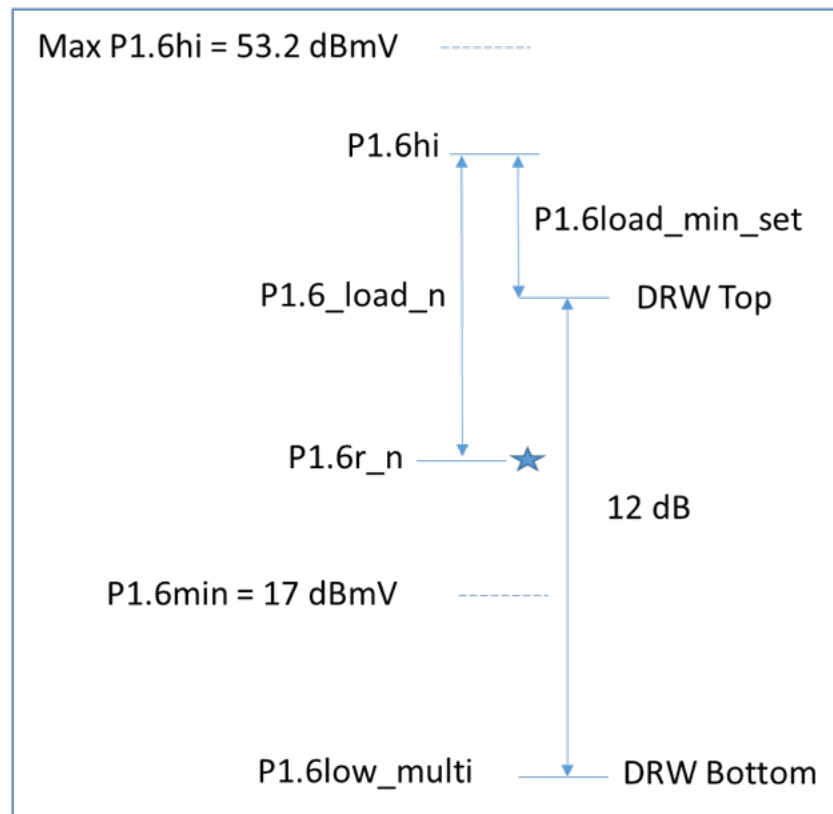 Max P1.6hi = 53.2 dBmV
P1.6hi
P1.6load_min_set
P1.6_load_n
DRW Top
P1.6r_n
12 dB
P1.6min = 17 dBmV
P1.6low_multi
DRW Bottom